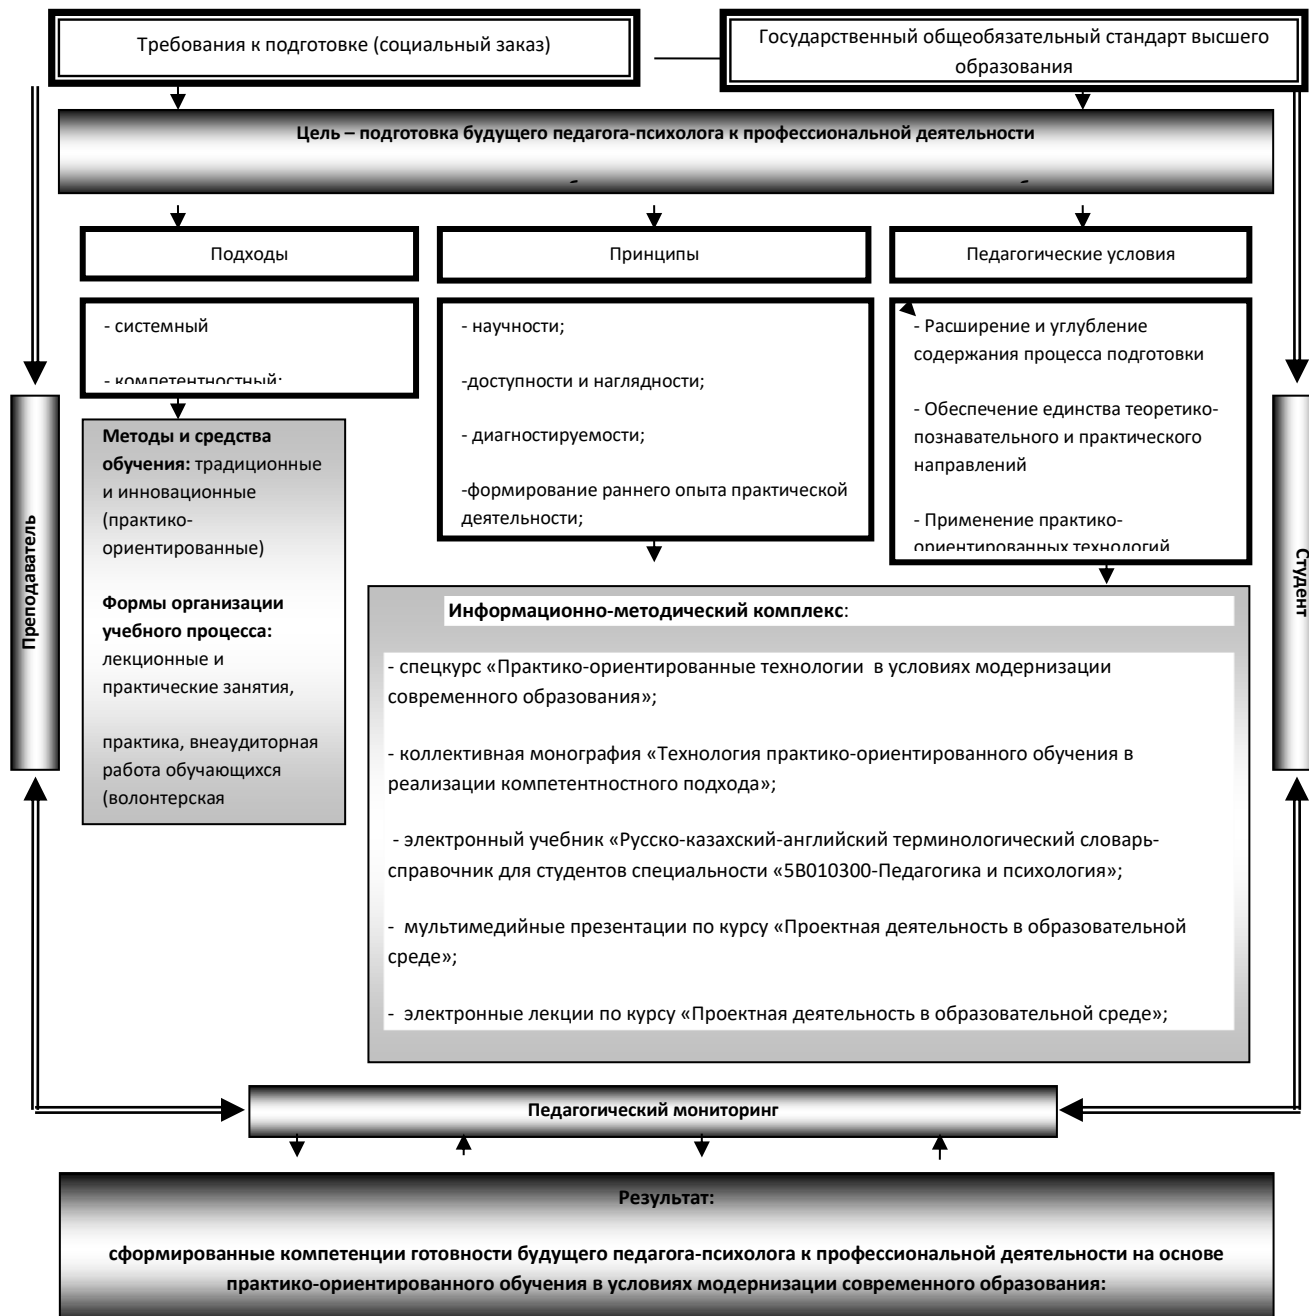 Требования к подготовке (социальный заказ)
Государственный общеобязательный стандарт высшего
образования
Цель – подготовка будущего педагога-психолога к профессиональной деятельности
Подходы
Принципы
Педагогические условия
- системный
- компетентностный;
- научности;
-доступности и наглядности;
- диагностируемости;
-формирование раннего опыта практической
деятельности;
- Расширение и углубление
содержания процесса подготовки
- Обеспечение единства теоретико-
познавательного и практического
направлений
- Применение практико-
ориентированных технологий
Преподаватель
Методы и средства
обучения: традиционные
и инновационные
(практико-
ориентированные)
Формы организации
учебного процесса:
лекционные и
практические занятия,
практика, внеаудиторная
работа обучающихся
(волонтерская
Студент
Информационно-методический комплекс:
- спецкурс «Практико-ориентированные технологии в условиях модернизации
современного образования»;
- коллективная монография «Технология практико-ориентированного обучения в
реализации компетентностного подхода»;
- электронный учебник «Русско-казахский-английский терминологический словарь-
справочник для студентов специальности «5В010300-Педагогика и психология»;
- мультимедийные презентации по курсу «Проектная деятельность в образовательной
среде»;
- электронные лекции по курсу «Проектная деятельность в образовательной среде»;
Педагогический мониторинг
Результат:
сформированные компетенции готовности будущего педагога-психолога к профессиональной деятельности на основе
практико-ориентированного обучения в условиях модернизации современного образования: